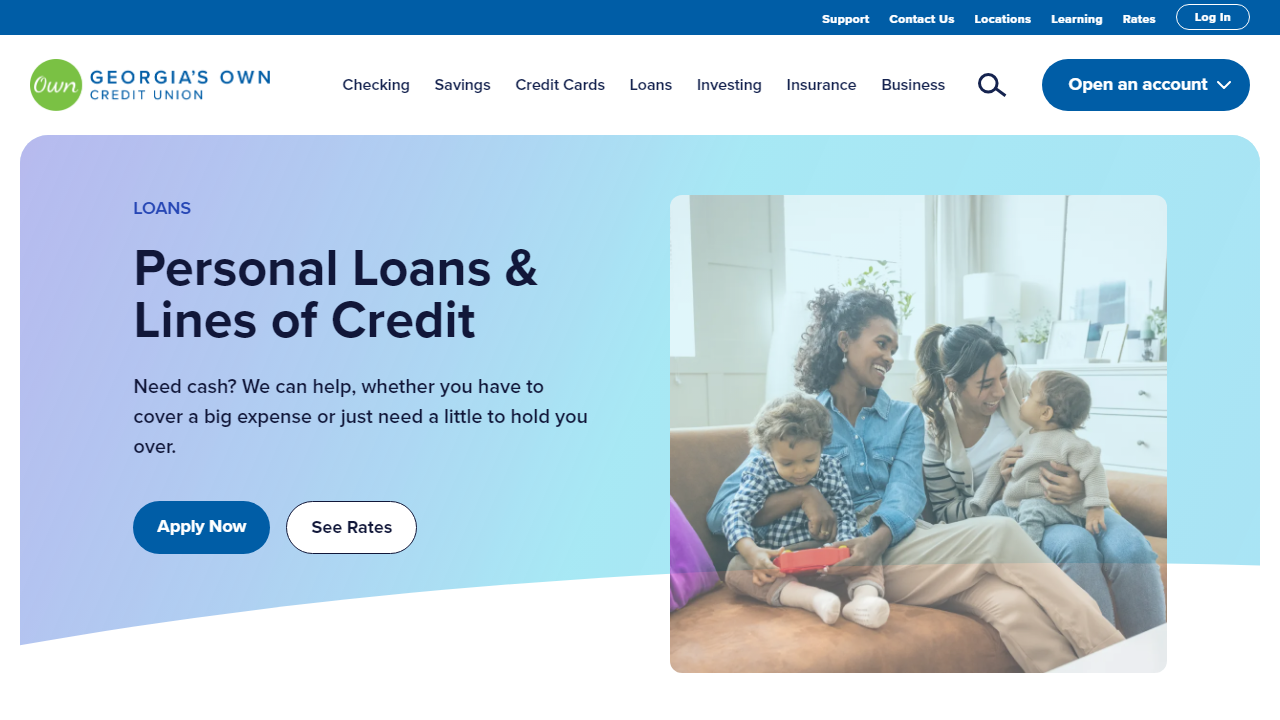 Support Contact Us Locations Learning Rates Log In
Own GEORGIA'S OWN
CREDIT UNION
Checking Savings Credit Cards Loans Investing Insurance Business Open an account
LOANS
Personal Loans &
Lines of Credit
Need cash? We can help, whether you have to
cover a big expense or just need a little to hold you
over.
Apply Now See Rates